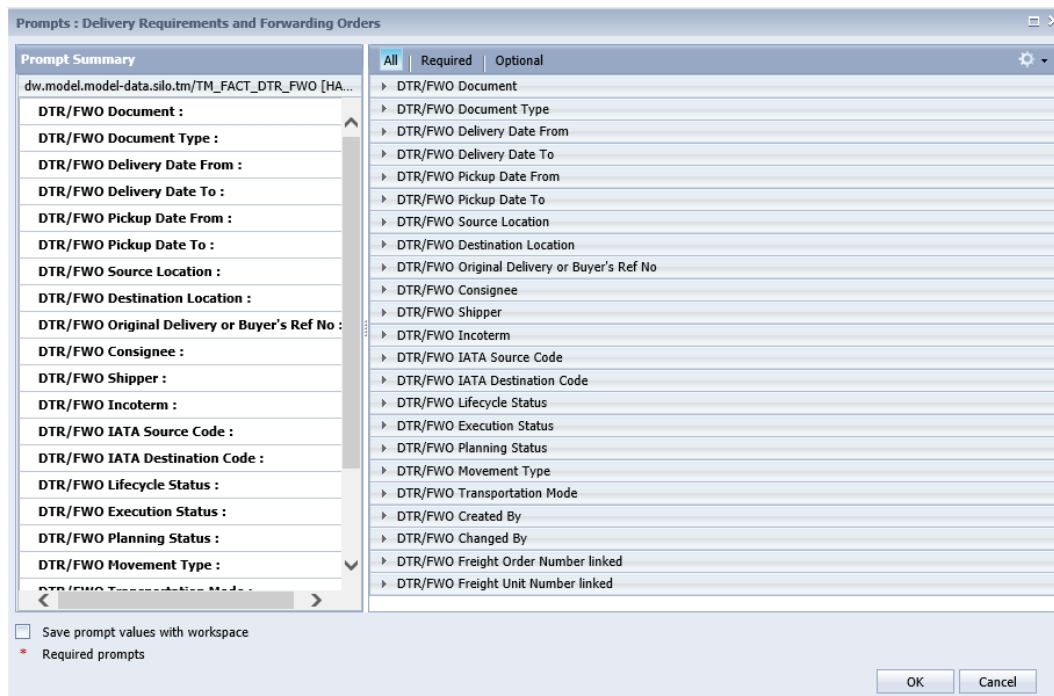 Prompts : Delivery Requirements and Forwarding Orders
Prompt Summary
dw.model.model-data.silo.tm/TM_FACT_DTR_FWO [HA...
DTR/FWO Document :
DTR/FWO Document Type :
DTR/FWO Delivery Date From :
DTR/FWO Delivery Date To :
DTR/FWO Pickup Date From :
DTR/FWO Pickup Date To :
DTR/FWO Source Location :
DTR/FWO Destination Location :
DTR/FWO Original Delivery or Buyer's Ref No :
DTR/FWO Consignee :
DTR/FWO Shipper :
DTR/FWO Incoterm :
DTR/FWO IATA Source Code :
DTR/FWO IATA Destination Code :
DTR/FWO Lifecycle Status :
DTR/FWO Execution Status :
DTR/FWO Planning Status :
DTR/FWO Movement Type :
DTR/FWO Transportation Mode :
All Required Optional
DTR/FWO Document
DTR/FWO Document Type
DTR/FWO Delivery Date From
DTR/FWO Delivery Date To
DTR/FWO Pickup Date From
DTR/FWO Pickup Date To
DTR/FWO Source Location
DTR/FWO Destination Location
DTR/FWO Original Delivery or Buyer's Ref No
DTR/FWO Consignee
DTR/FWO Shipper
DTR/FWO Incoterm
DTR/FWO IATA Source Code
DTR/FWO IATA Destination Code
DTR/FWO Lifecycle Status
DTR/FWO Execution Status
DTR/FWO Planning Status
DTR/FWO Movement Type
DTR/FWO Transportation Mode
DTR/FWO Created By
DTR/FWO Changed By
DTR/FWO Freight Order Number linked
DTR/FWO Freight Unit Number linked
Save prompt values with workspace
* Required prompts
OK Cancel